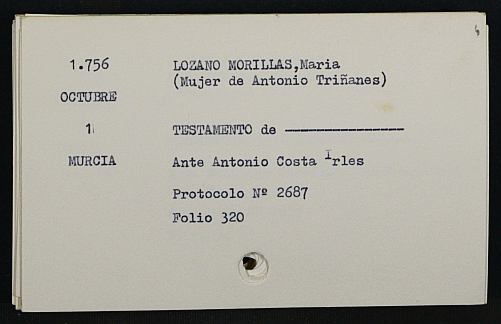 1.756 LOZANO MORILLAS,Maria
(Mujer de Antonio Triñanes)
OCTUBRE
1 TESTAMENTO de --------------------
MURCIA Ante Antonio Costa Irles
Protocolo Nº 2687
Folio 320